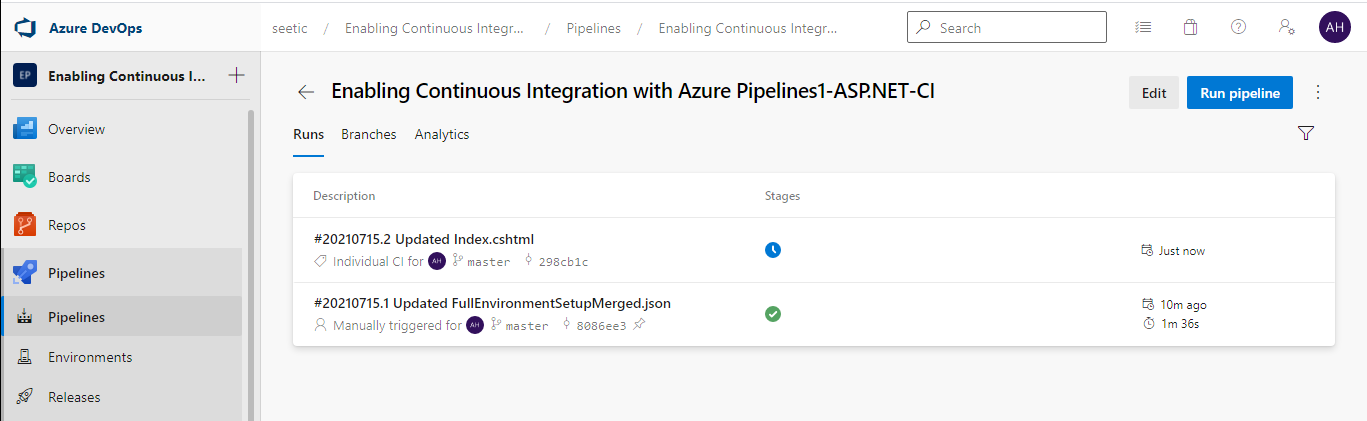 Azure DevOps
seetic / Enabling Continuous Integr... / Pipelines / Enabling Continuous Integr...
Search
AH
EP Enabling Continuous I...
Overview
Boards
Repos
Pipelines
Pipelines
Environments
Releases
Enabling Continuous Integration with Azure Pipelines1-ASP.NET-CI
Edit
Run pipeline
Runs Branches Analytics
Description Stages
#20210715.2 Updated Index.cshtml
Individual CI for AH master 298cb1c
Just now
#20210715.1 Updated FullEnvironmentSetupMerged.json
Manually triggered for AH master 8086ee3
10m ago
1m 36s